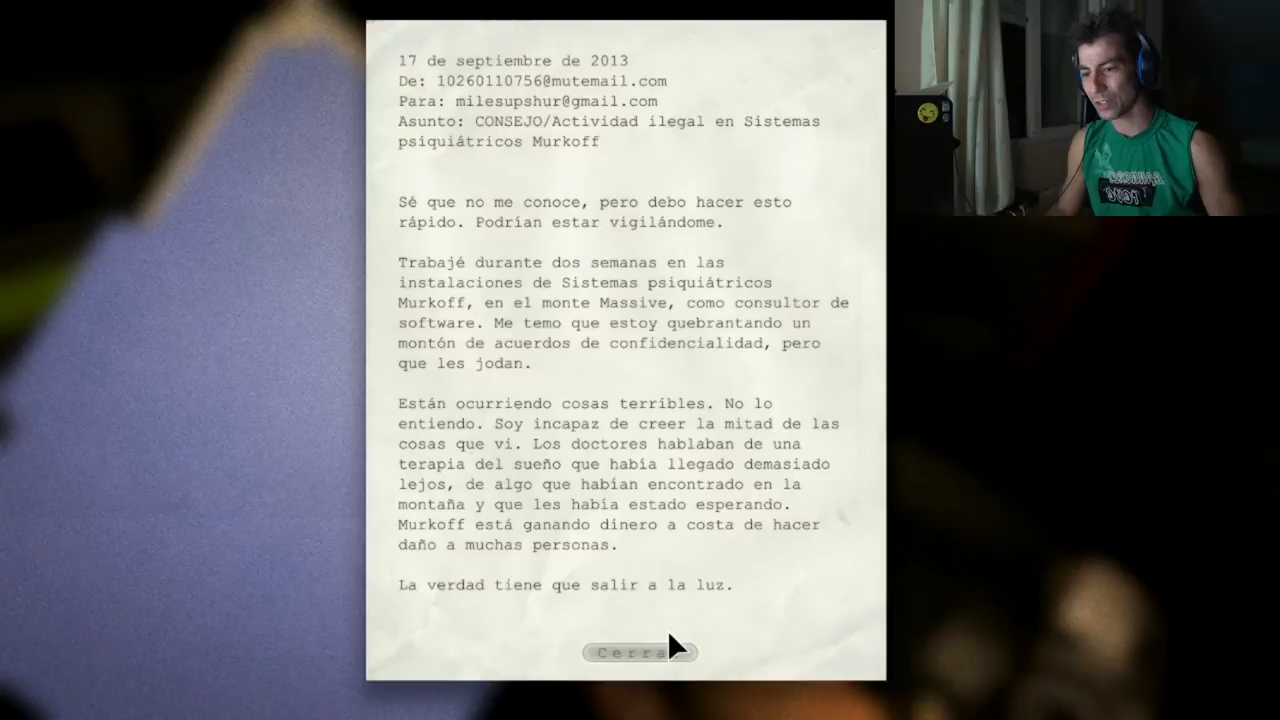 17 de septiembre de 2013
De: 10260110756@mutemail.com
Para: milesupshur@gmail.com
Asunto: CONSEJO/Actividad ilegal en Sistemas
psiquiátricos Murkoff
Sé que no me conoce, pero debo hacer esto
rápido. Podrían estar vigilándome.
Trabajé durante dos semanas en las
instalaciones de Sistemas psiquiátricos
Murkoff, en el monte Massive, como consultor de
software. Me temo que estoy quebrantando un
montón de acuerdos de confidencialidad, pero
que les jodan.
Están ocurriendo cosas terribles. No lo
entiendo. Soy incapaz de creer la mitad de las
cosas que vi. Los doctores hablaban de una
terapia del sueño que había llegado demasiado
lejos, de algo que habían encontrado en la
montaña y que les había estado esperando.
Murkoff está ganando dinero a costa de hacer
daño a muchas personas.
La verdad tiene que salir a la luz.